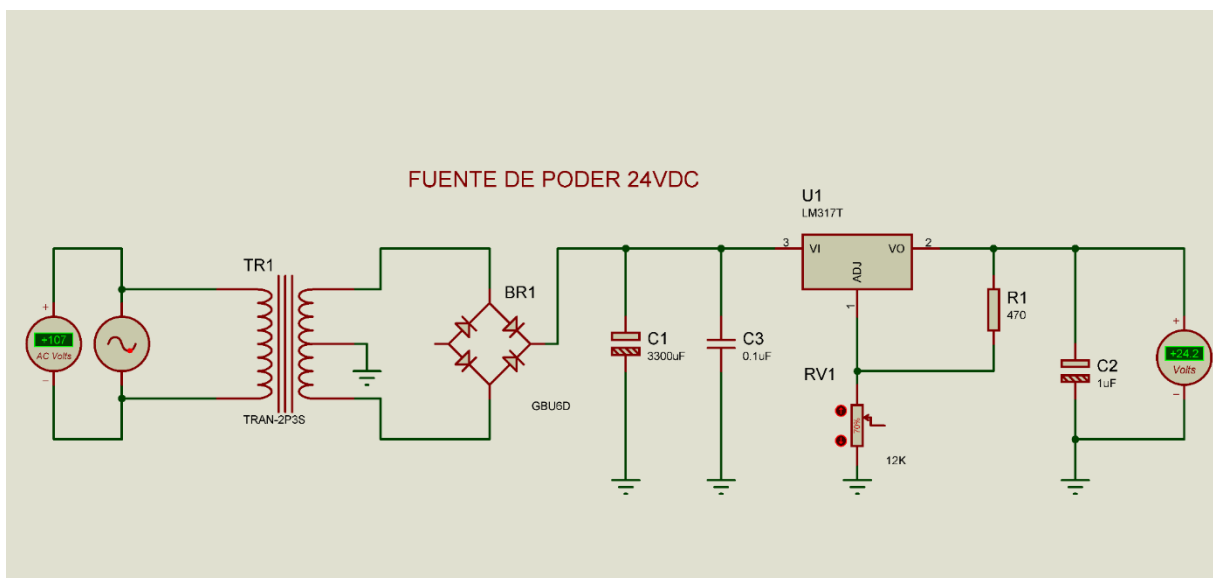 FUENTE DE PODER 24VDC
U1
LM317T
3
VI
VO
2
ADJ
1
TR1
TRAN-2P3S
BR1
GBU6D
+
+107
AC Volts
−
C1
3300uF
C3
0.1uF
R1
470
RV1
70%
12K
C2
1uF
+
+24.2
Volts
−